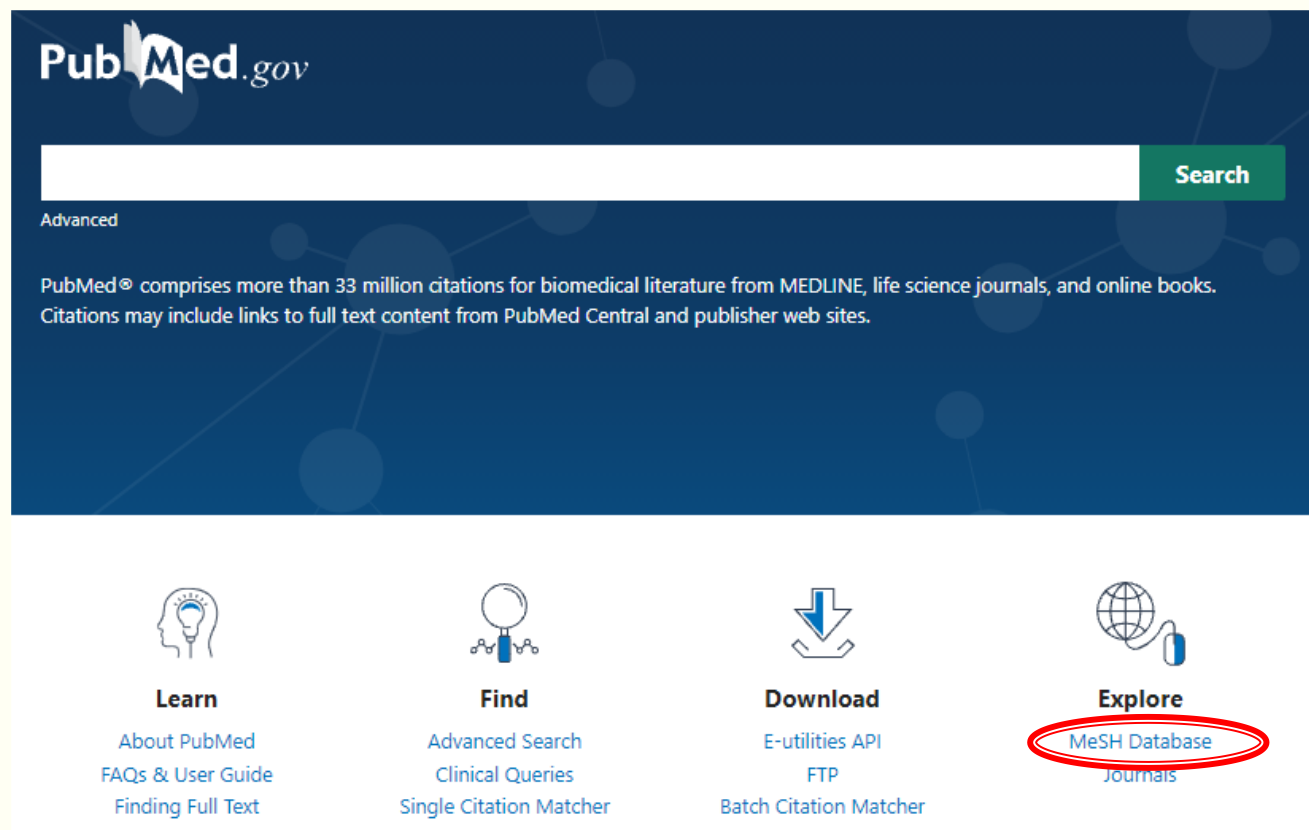 PubMed.gov
Search
Advanced
PubMed® comprises more than 33 million citations for biomedical literature from MEDLINE, life science journals, and online books.
Citations may include links to full text content from PubMed Central and publisher web sites.
Learn
About PubMed
FAQs & User Guide
Finding Full Text
Find
Advanced Search
Clinical Queries
Single Citation Matcher
Download
E-utilities API
FTP
Batch Citation Matcher
Explore
MeSH Database
Journals